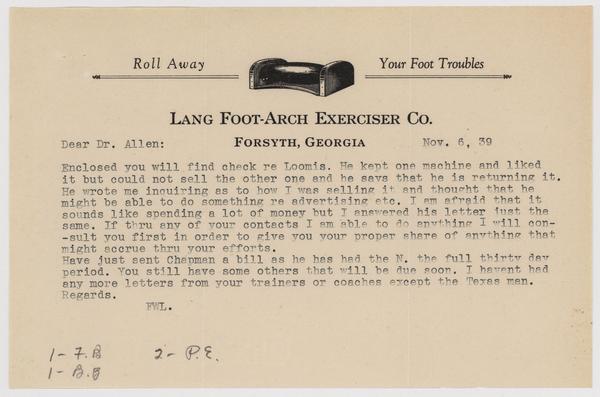 Roll Away Your Foot Troubles
LANG FOOT-ARCH EXERCISER CO.
Dear Dr. Allen: FORSYTH, GEORGIA Nov. 6, 39
Enclosed you will find check re Loomis. He kept one machine and liked
it but could not sell the other one and he says that he is returning it.
He wrote me inquiring as to how I was selling it and thought that he
might be able to do something re advertising etc. I am afraid that it
sounds like spending a lot of money but I answered his letter just the
same. If thru any of your contacts I am able to do anything I will con-
-sult you first in order to give you your proper share of anything that
might accrue thru your efforts.
Have just sent Chapman a bill as he has had the N. the full thirty day
period. You still have some others that will be due soon. I havent had
any more letters from your trainers or coaches except the Texas man.
Regards.
FWL.
1- F.B 2- P.E.
1- B.B